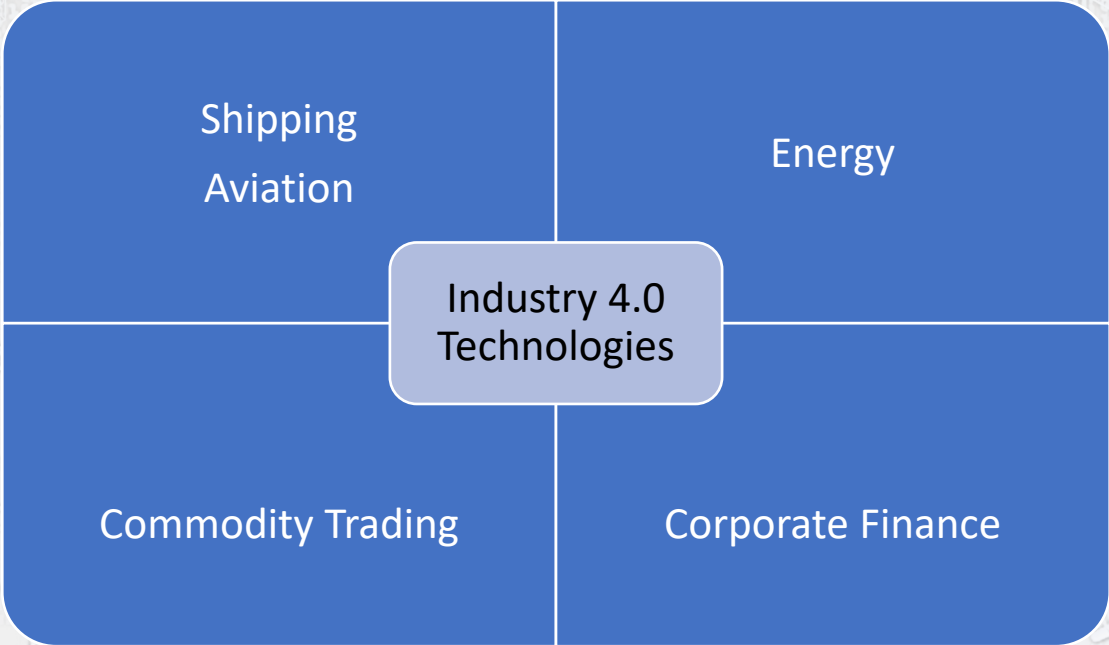 Shipping
Aviation
Energy
Industry 4.0
Technologies
Commodity Trading
Corporate Finance